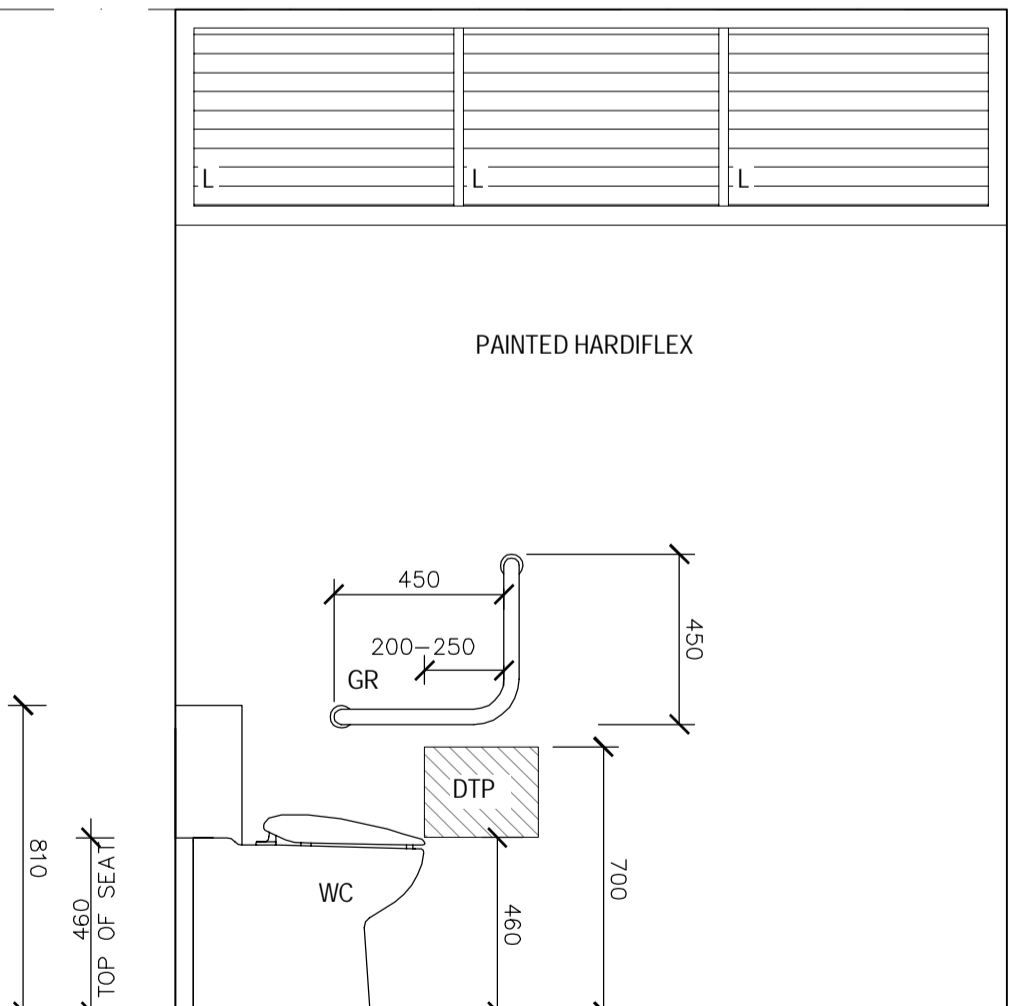 L
L
L
PAINTED HARDIFLEX
450
200-250
GR
450
DTP
810
460
TOP OF SEAT
WC
460
700